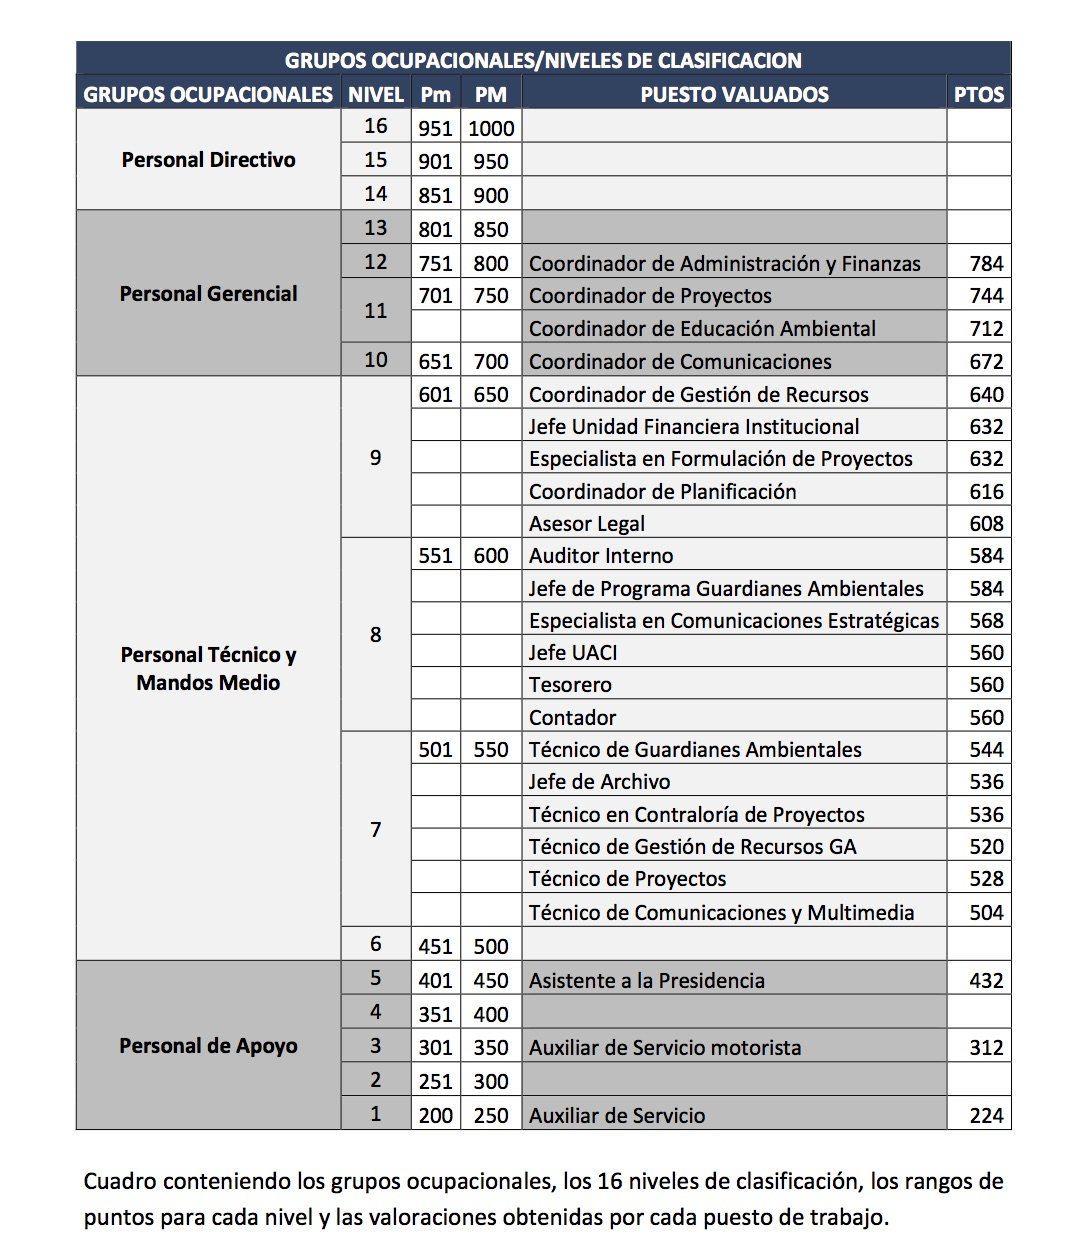 GRUPOS OCUPACIONALES/NIVELES DE CLASIFICACION
GRUPOS OCUPACIONALES NIVEL Pm PM PUESTO VALUADOS PTOS
16 951 1000
Personal Directivo 15 901 950
14 851 900
13 801 850
12 751 800 Coordinador de Administración y Finanzas 784
Personal Gerencial 11 701 750 Coordinador de Proyectos 744
Coordinador de Educación Ambiental 712
10 651 700 Coordinador de Comunicaciones 672
601 650 Coordinador de Gestión de Recursos 640
Jefe Unidad Financiera Institucional 632
9 Especialista en Formulación de Proyectos 632
Coordinador de Planificación 616
Asesor Legal 608
551 600 Auditor Interno 584
Jefe de Programa Guardianes Ambientales 584
Especialista en Comunicaciones Estratégicas 568
8 Jefe UACI 560
Personal Técnico y
Mandos Medio
Tesorero 560
Contador 560
501 550 Técnico de Guardianes Ambientales 544
Jefe de Archivo 536
Técnico en Contraloría de Proyectos 536
7 Técnico de Gestión de Recursos GA 520
Técnico de Proyectos 528
Técnico de Comunicaciones y Multimedia 504
6 451 500
5 401 450 Asistente a la Presidencia 432
4 351 400
Personal de Apoyo 3 301 350 Auxiliar de Servicio motorista 312
2 251 300
1 200 250 Auxiliar de Servicio 224
Cuadro conteniendo los grupos ocupacionales, los 16 niveles de clasificación, los rangos de
puntos para cada nivel y las valoraciones obtenidas por cada puesto de trabajo.